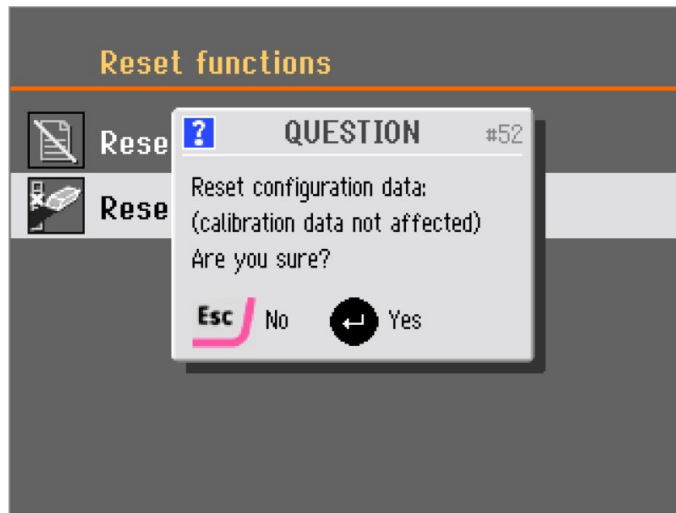 Reset functions
Rese
? QUESTION #52
Rese
Reset configuration data:
(calibration data not affected)
Are you sure?
Esc No Yes